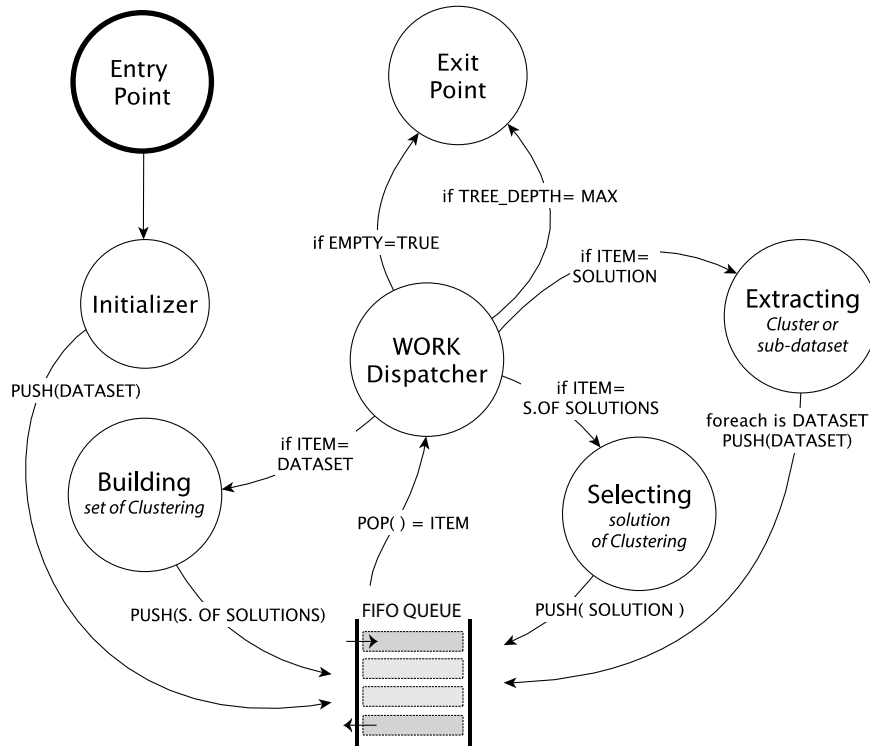 Entry
Point
Exit
Point
if TREE_DEPTH= MAX
if EMPTY=TRUE
if ITEM=
SOLUTION
Initializer
Extracting
Cluster or
sub-dataset
WORK
Dispatcher
PUSH(DATASET)
if ITEM=
S.OF SOLUTIONS
foreach is DATASET
PUSH(DATASET)
if ITEM=
DATASET
Building
set of Clustering
Selecting
solution
of Clustering
POP( ) = ITEM
PUSH(S. OF SOLUTIONS)
FIFO QUEUE
PUSH( SOLUTION )